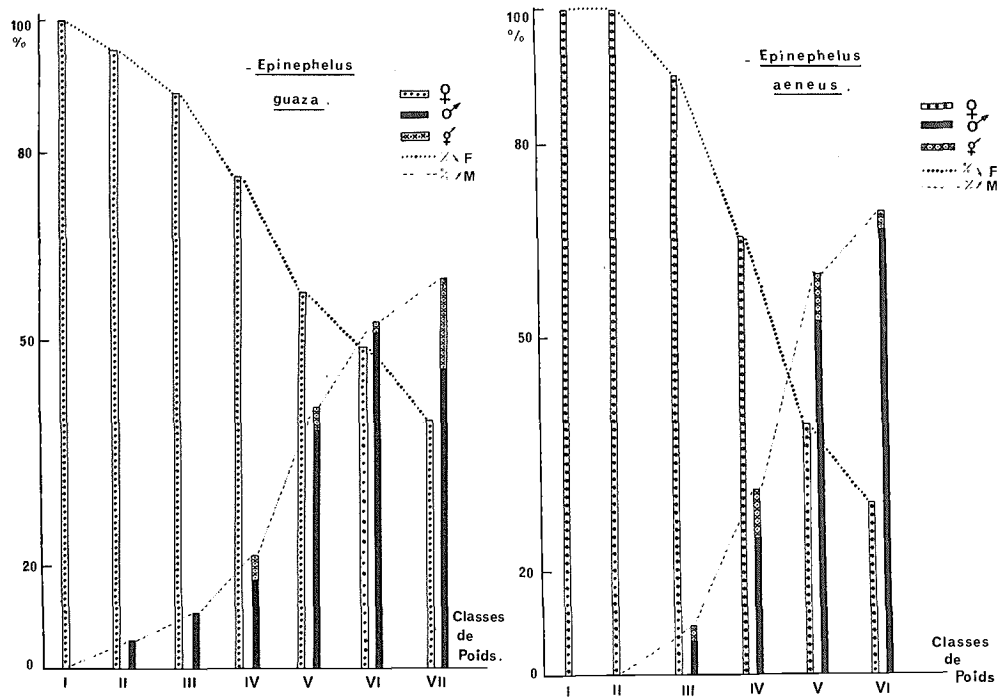 100
%
80
50
20
0
- Epinephelus
guaza .
♀
♂
⚥
% F
% M
Classes
de
Poids .
I II III IV V VI VII
100
%
80
50
20
0
- Epinephelus
aeneus .
♀
♂
⚥
% F
% M
Classes
de
Poids
I II III IV V VI